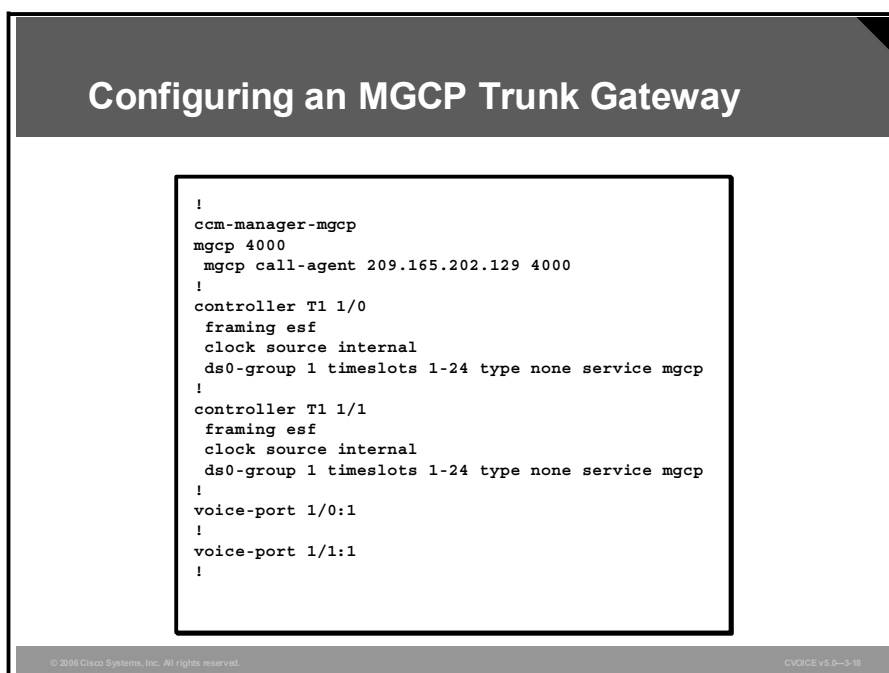 Configuring an MGCP Trunk Gateway
!
ccm-manager-mgcp
mgcp 4000
 mgcp call-agent 209.165.202.129 4000
!
controller T1 1/0
 framing esf
 clock source internal
 ds0-group 1 timeslots 1-24 type none service mgcp
!
controller T1 1/1
 framing esf
 clock source internal
 ds0-group 1 timeslots 1-24 type none service mgcp
!
voice-port 1/0:1
!
voice-port 1/1:1
!
© 2006 Cisco Systems, Inc. All rights reserved.
CVOICE v5.0—3-18